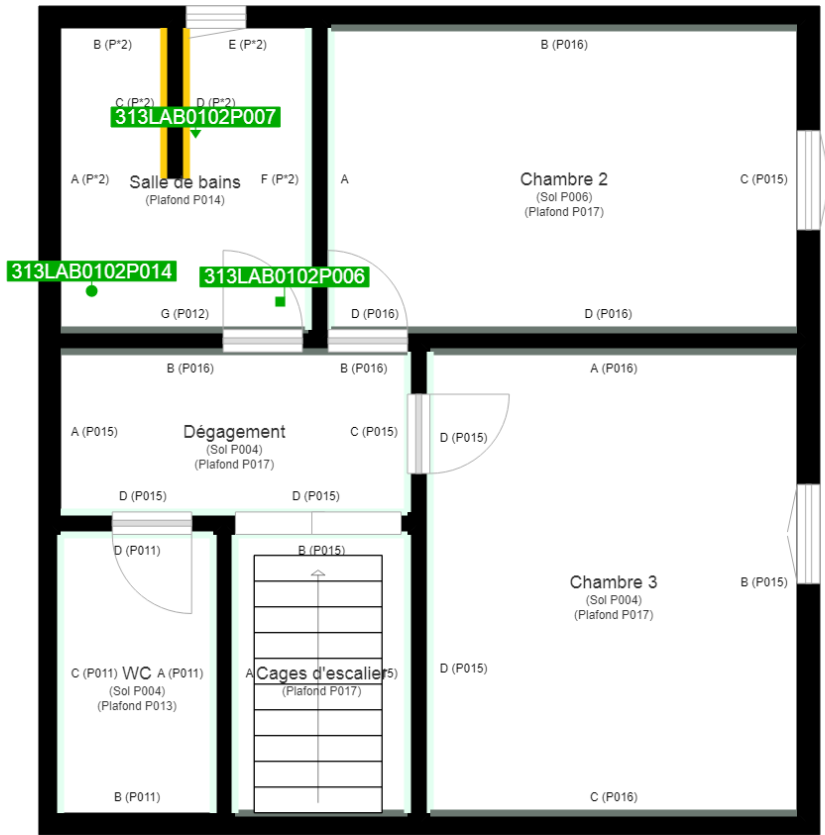 B (P*2)
E (P*2)
B (P016)
C (P*2)
D (P*2)
313LAB0102P007
A (P*2)
Salle de bains
(Plafond P014)
F (P*2)
A
Chambre 2
(Sol P006)
(Plafond P017)
C (P015)
313LAB0102P014
313LAB0102P006
G (P012)
D (P016)
D (P016)
B (P016)
B (P016)
A (P016)
A (P015)
Dégagement
(Sol P004)
(Plafond P017)
C (P015)
D (P015)
D (P015)
D (P015)
D (P011)
B (P015)
Chambre 3
(Sol P004)
(Plafond P017)
B (P015)
C (P011)
WC
(Sol P004)
(Plafond P013)
A (P011)
A
Cages d'escalier
(Plafond P017)
D (P015)
B (P011)
C (P016)